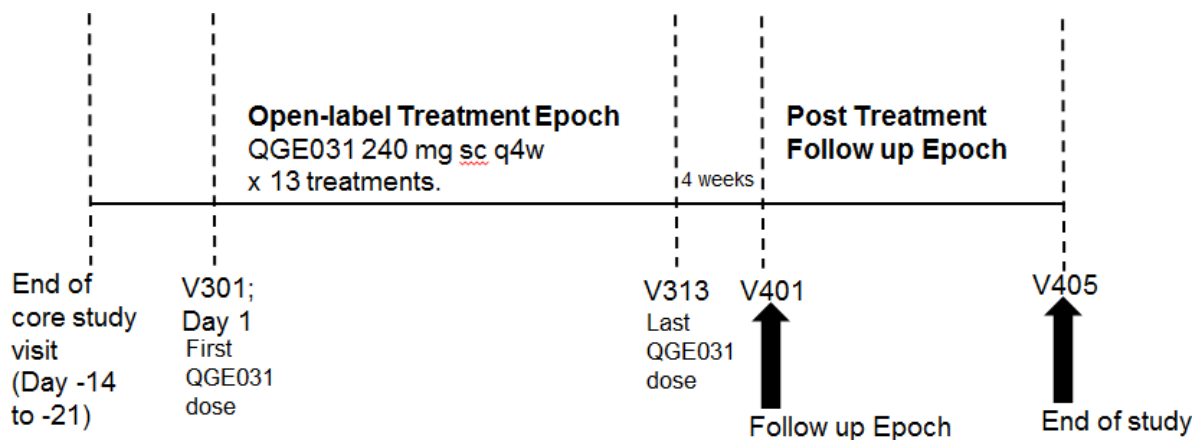 Open-label Treatment Epoch
QGE031 240 mg sc q4w
x 13 treatments.
4 weeks
Post Treatment
Follow up Epoch
End of
core study
visit
(Day -14
to -21)
V301;
Day 1
First
QGE031
dose
V313
Last
QGE031
dose
V401
Follow up Epoch
V405
End of study